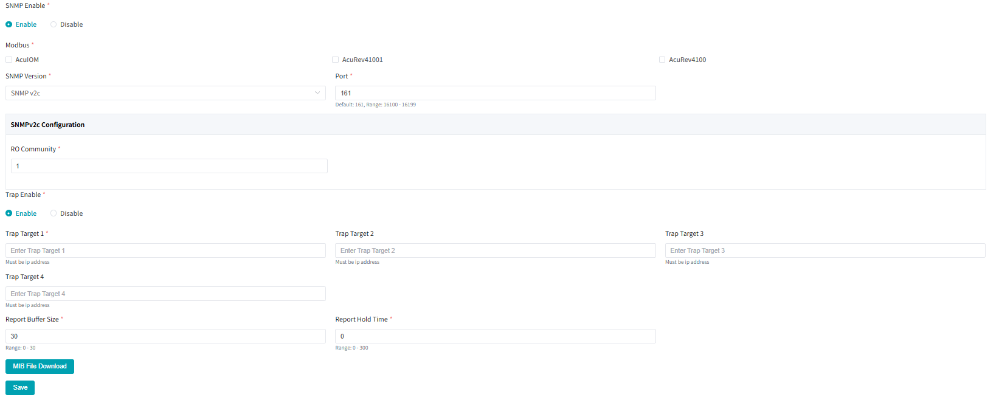 SNMP Enable *
Enable Disable
Modbus *
AcuIOM AcuRev41001 AcuRev4100
SNMP Version * Port *
SNMP v2c 161
Default: 161, Range: 16100 - 16199
SNMPv2c Configuration
RO Community *
1
Trap Enable *
Enable Disable
Trap Target 1 * Trap Target 2 Trap Target 3
Enter Trap Target 1 Enter Trap Target 2 Enter Trap Target 3
Must be ip address Must be ip address Must be ip address
Trap Target 4
Enter Trap Target 4
Must be ip address
Report Buffer Size * Report Hold Time *
30 0
Range: 0 - 30 Range: 0 - 300
MIB File Download
Save